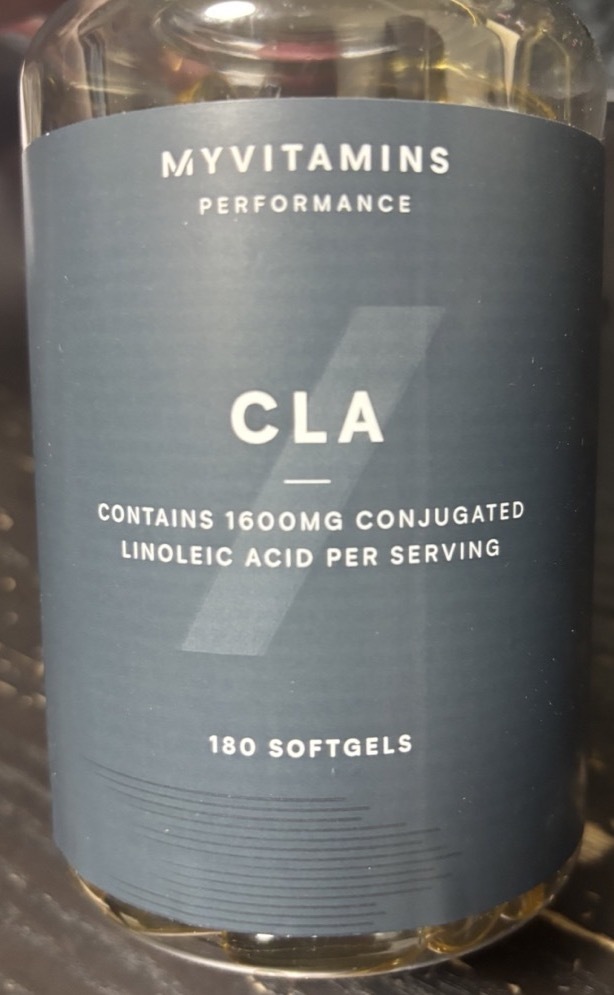 MYVITAMINS
PERFORMANCE
CLA
CONTAINS 1600MG CONJUGATED
LINOLEIC ACID PER SERVING
180 SOFTGELS